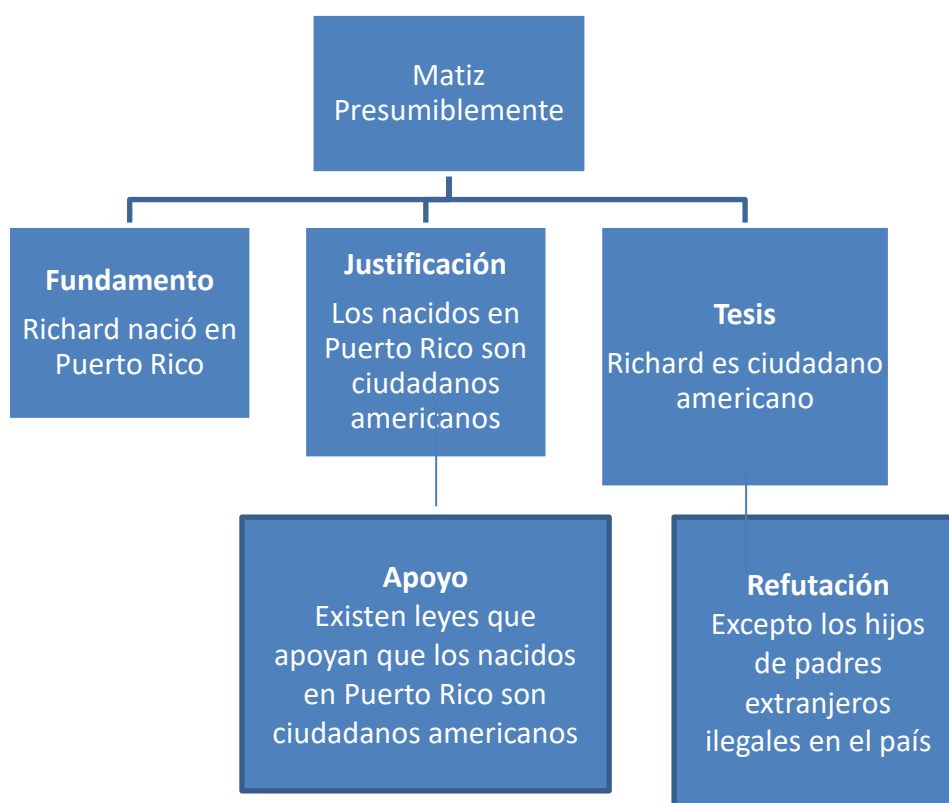 Matiz
Presumiblemente
Fundamento
Richard nació en
Puerto Rico
Justificación
Los nacidos en
Puerto Rico son
ciudadanos
americanos
Tesis
Richard es ciudadano
americano
Apoyo
Existen leyes que
apoyan que los nacidos
en Puerto Rico son
ciudadanos americanos
Refutación
Excepto los hijos
de padres
extranjeros
ilegales en el país